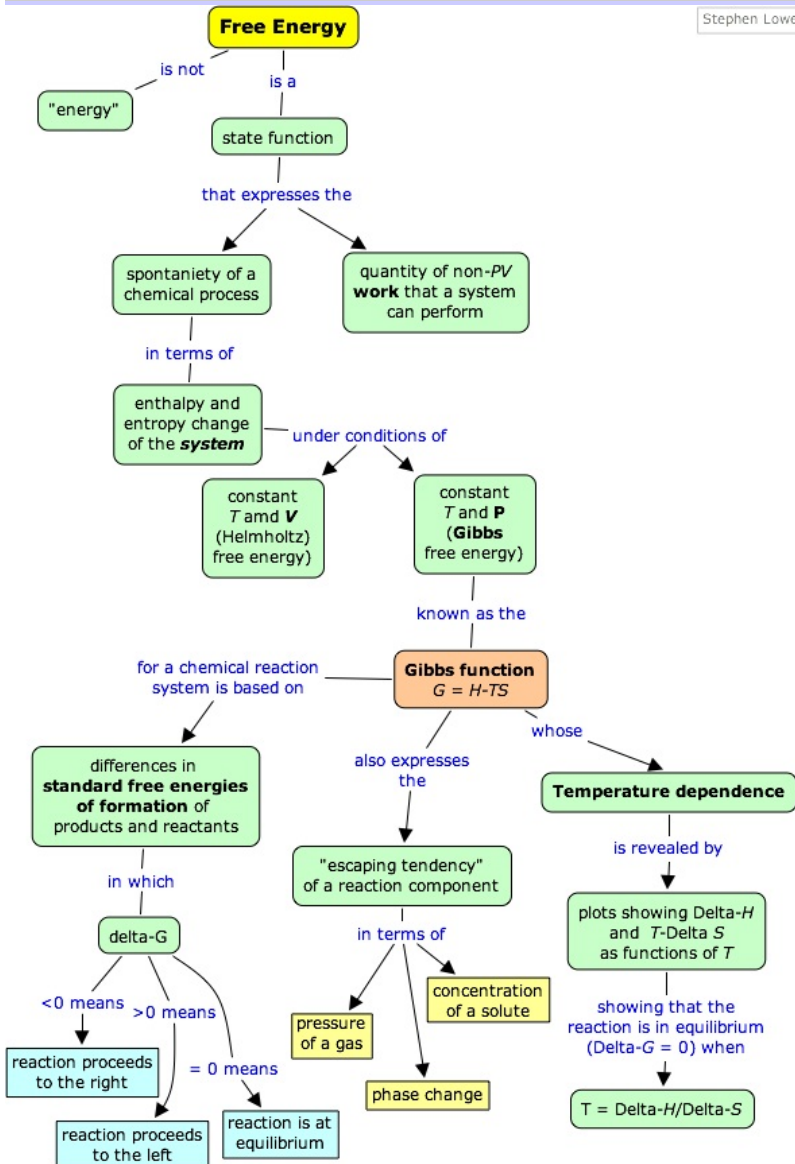 Stephen Lowe
Free Energy
is not
is a
"energy"
state function
that expresses the
spontaniety of a
chemical process
quantity of non-PV
work that a system
can perform
in terms of
enthalpy and
entropy change
of the system
under conditions of
constant
T amd V
(Helmholtz)
free energy)
constant
T and P
(Gibbs
free energy)
known as the
Gibbs function
G = H-TS
for a chemical reaction
system is based on
differences in
standard free energies
of formation of
products and reactants
in which
delta-G
<0 means
>0 means
= 0 means
reaction proceeds
to the right
reaction proceeds
to the left
reaction is at
equilibrium
also expresses
the
"escaping tendency"
of a reaction component
in terms of
pressure
of a gas
phase change
concentration
of a solute
whose
Temperature dependence
is revealed by
plots showing Delta-H
and T-Delta S
as functions of T
showing that the
reaction is in equilibrium
(Delta-G = 0) when
T = Delta-H/Delta-S